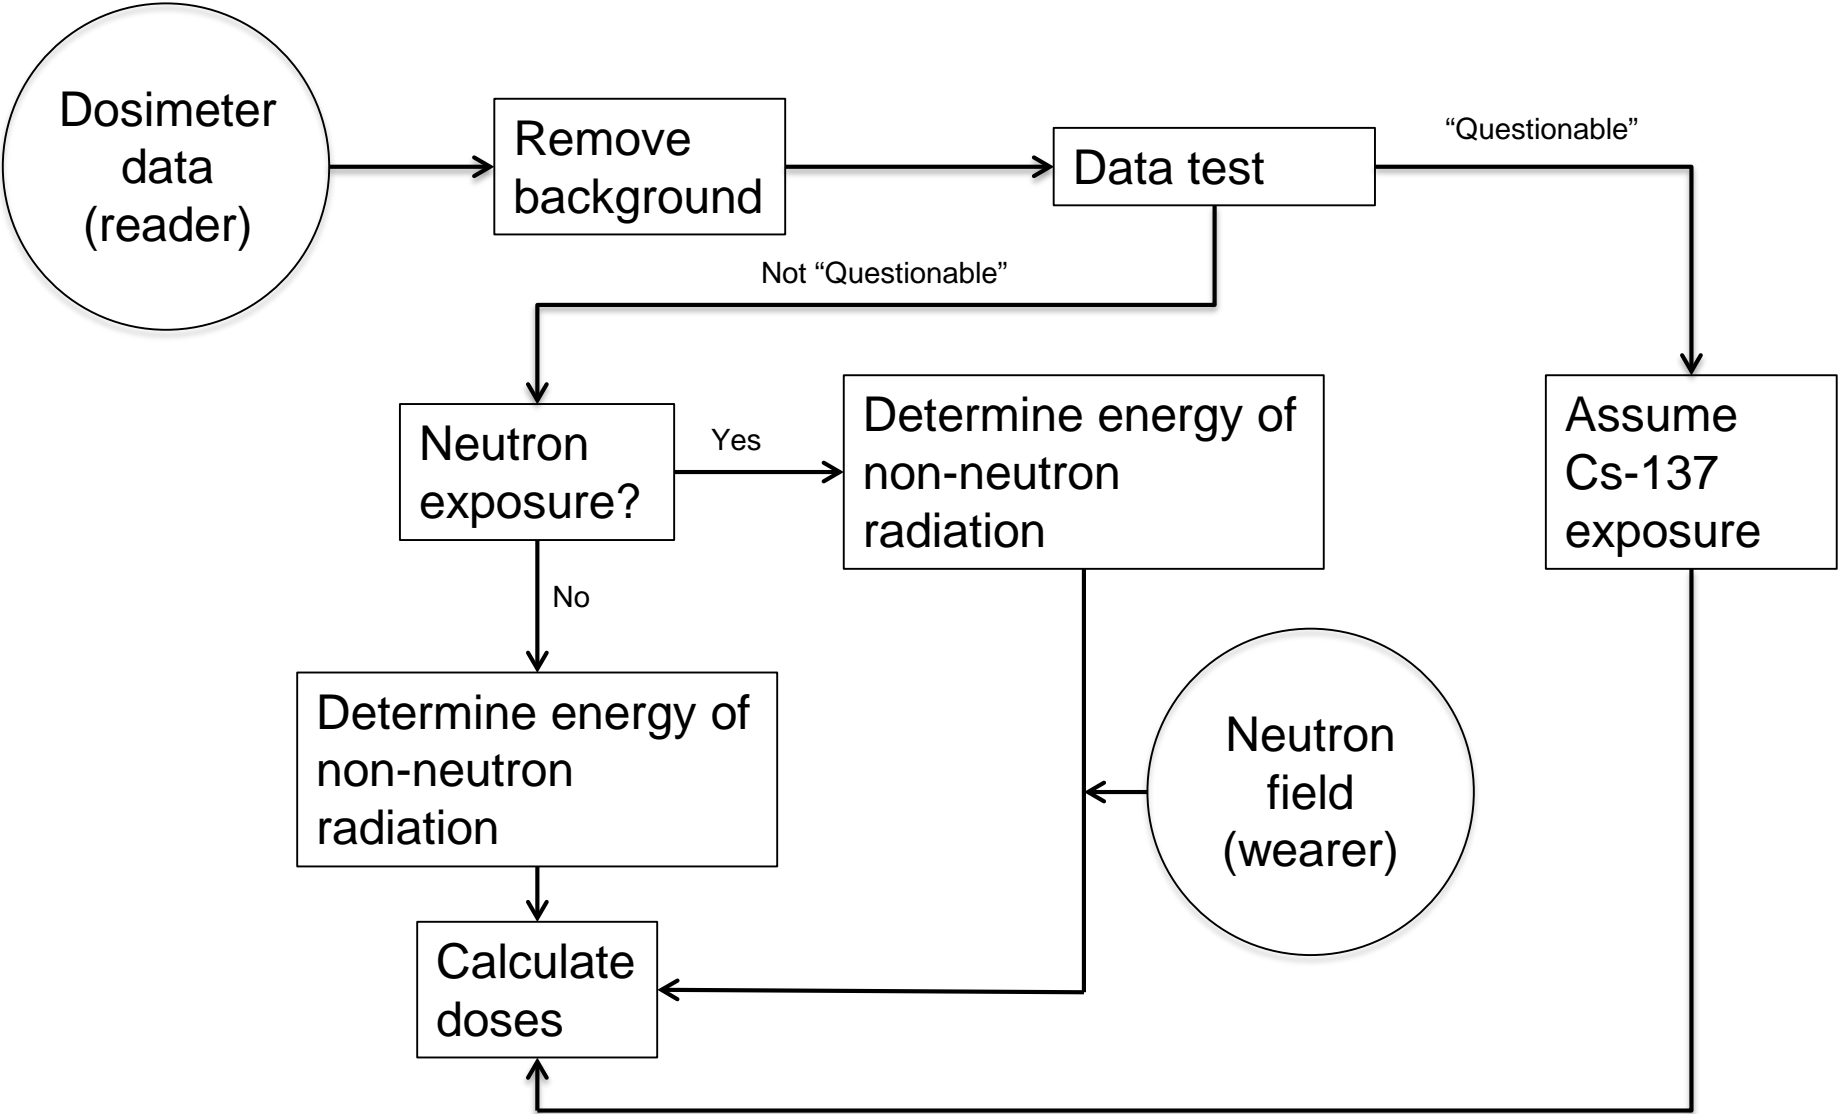 Dosimeter
data
(reader)
Remove
background
Data test
“Questionable”
Not “Questionable”
Neutron
exposure?
Yes
Determine energy of
non-neutron
radiation
Assume
Cs-137
exposure
No
Determine energy of
non-neutron
radiation
Neutron
field
(wearer)
Calculate
doses